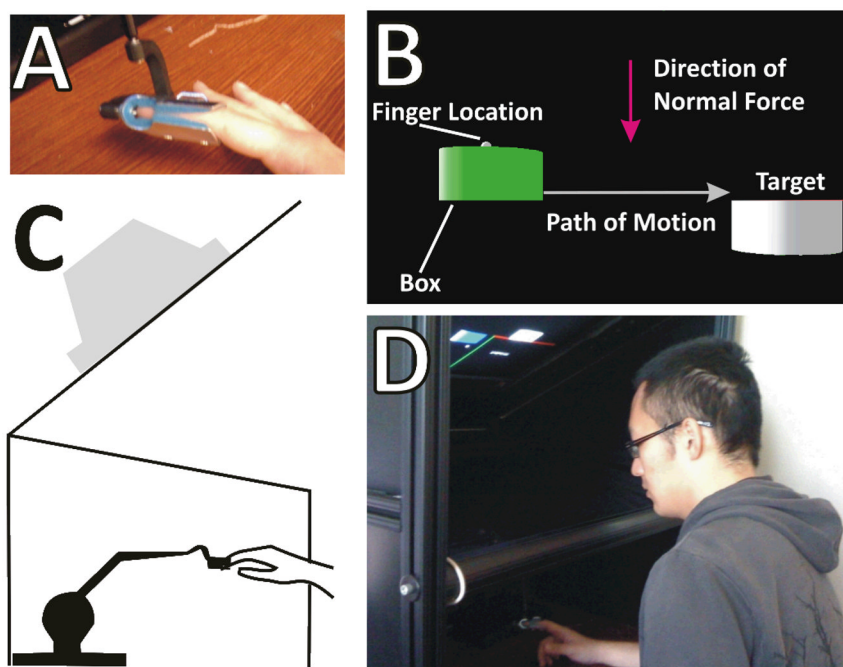 A
B
Direction of
Normal Force
Finger Location
Target
Path of Motion
Box
C
D